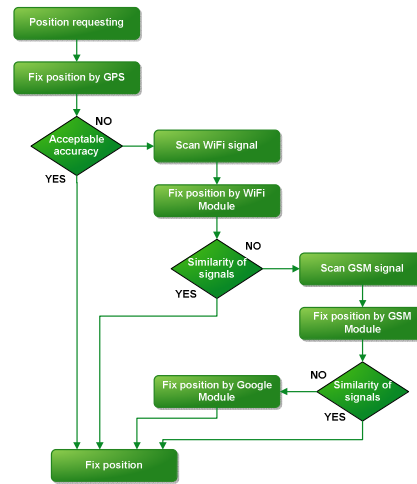 Position requesting
Fix position by GPS
NO
Acceptable
accuracy
YES
Scan WiFi signal
Fix position by WiFi
Module
NO
Similarity of
signals
YES
Scan GSM signal
Fix position by GSM
Module
NO
Similarity of
signals
YES
Fix position by Google
Module
Fix position